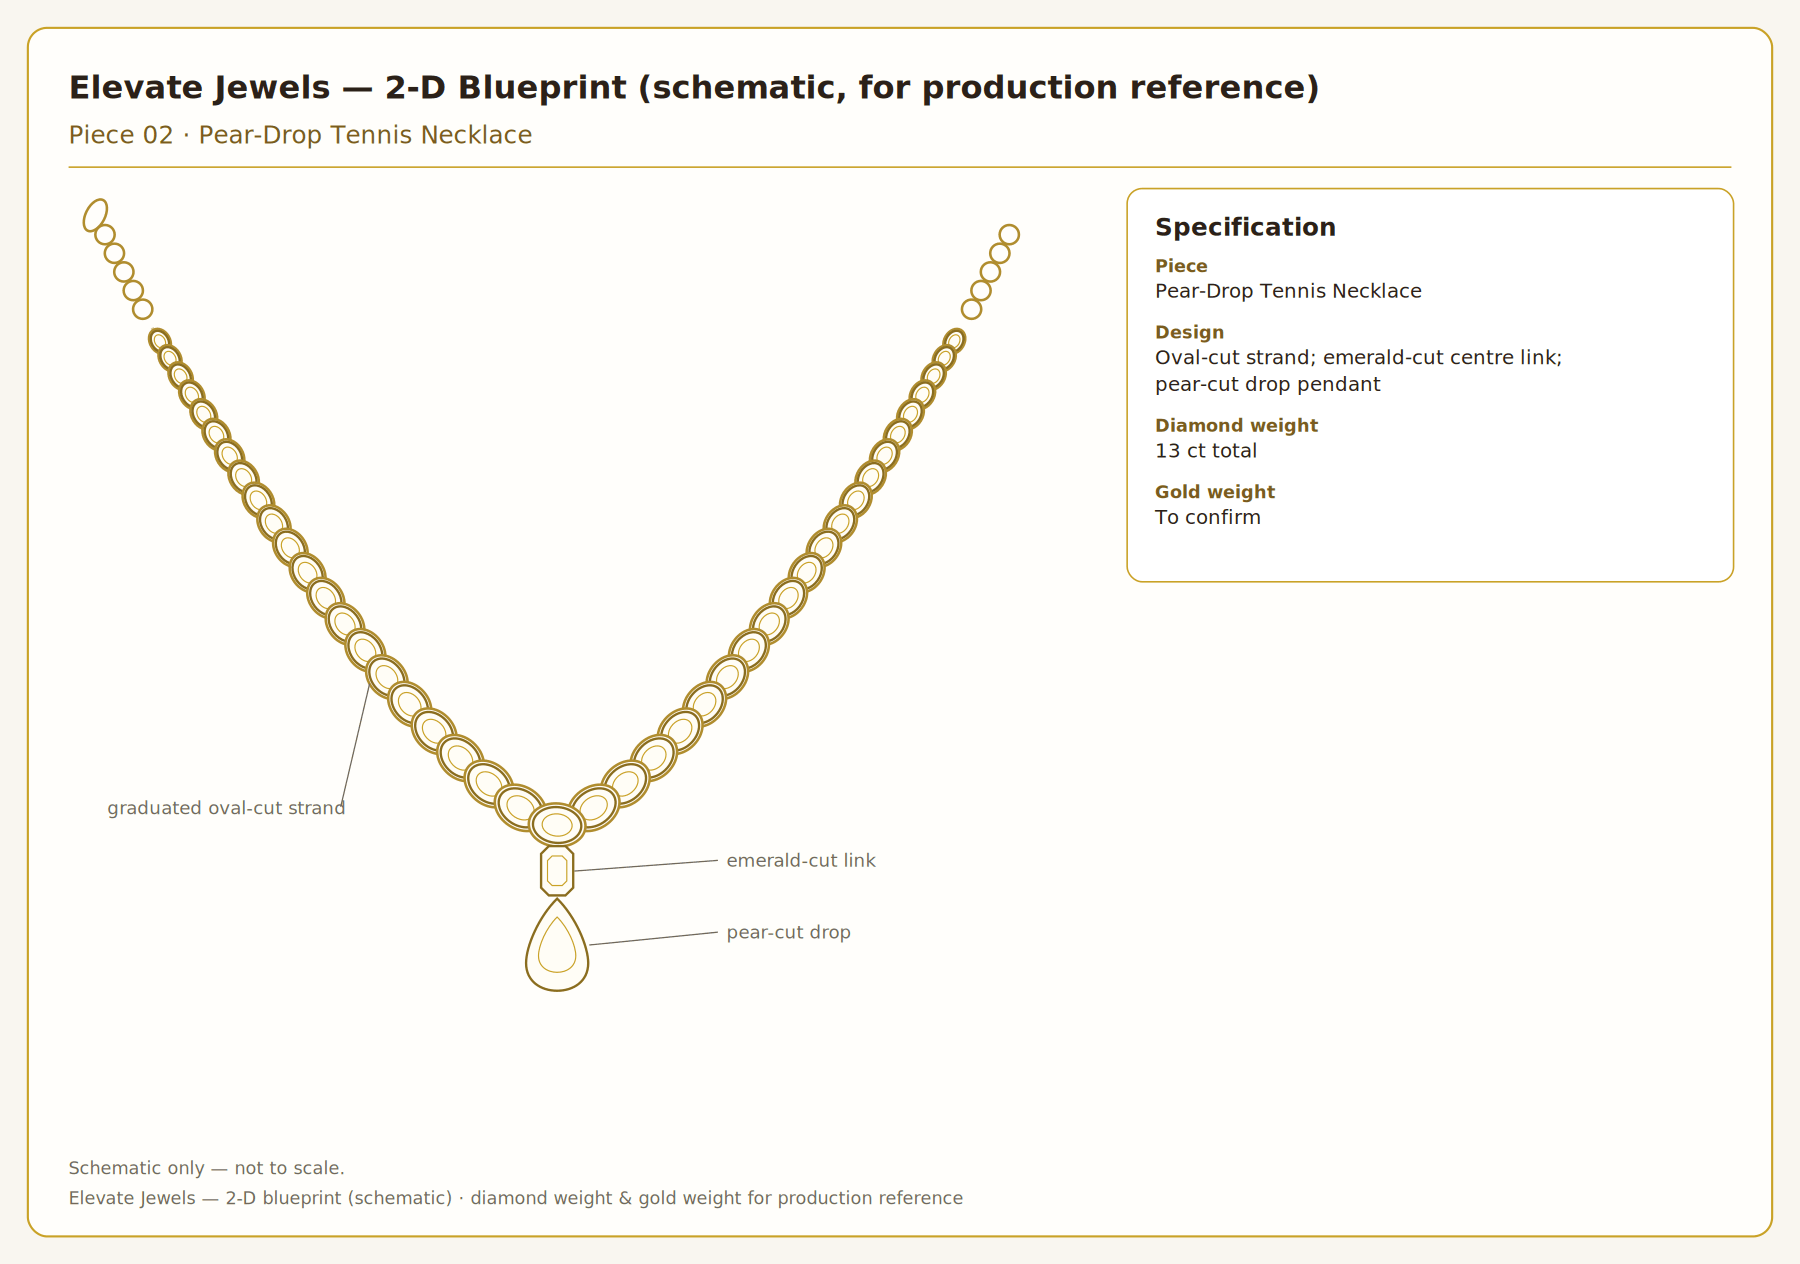 Elevate Jewels — 2-D Blueprint (schematic, for production reference)
Piece 02 · Pear-Drop Tennis Necklace
Specification
Piece
Pear-Drop Tennis Necklace
Design
Oval-cut strand; emerald-cut centre link;
pear-cut drop pendant
Diamond weight
13 ct total
Gold weight
To confirm
graduated oval-cut strand
emerald-cut link
pear-cut drop
Schematic only — not to scale.
Elevate Jewels — 2-D blueprint (schematic) · diamond weight & gold weight for production reference